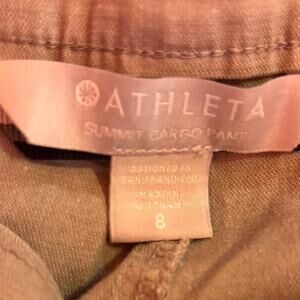 ATHLETA
SUMMIT CARGO PANT
DESIGNED IN
SAN FRANCISCO
MADE IN
VIETNAM
8